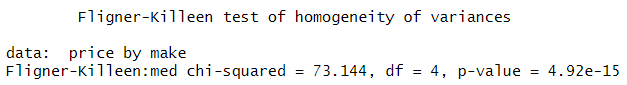 Fligner-Killeen test of homogeneity of variances
data:  price by make
Fligner-Killeen:med chi-squared = 73.144, df = 4, p-value = 4.92e-15